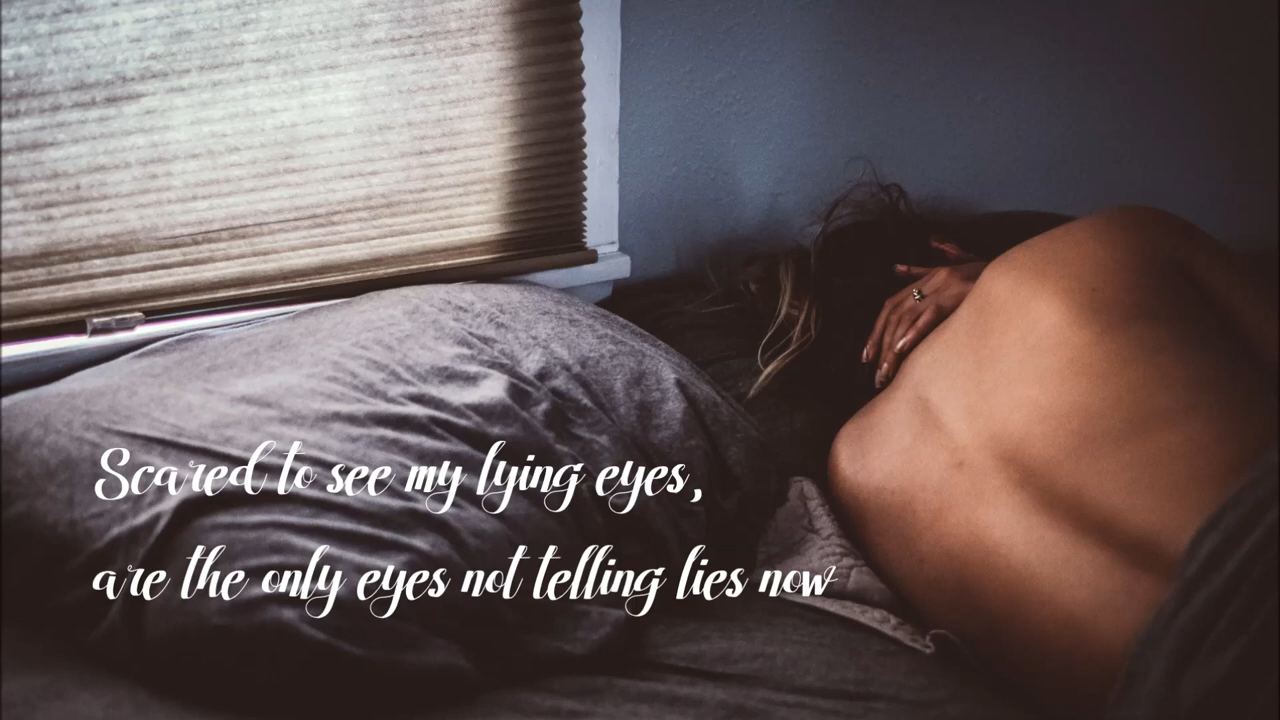 Scared to see my lying eyes,
are the only eyes not telling lies now